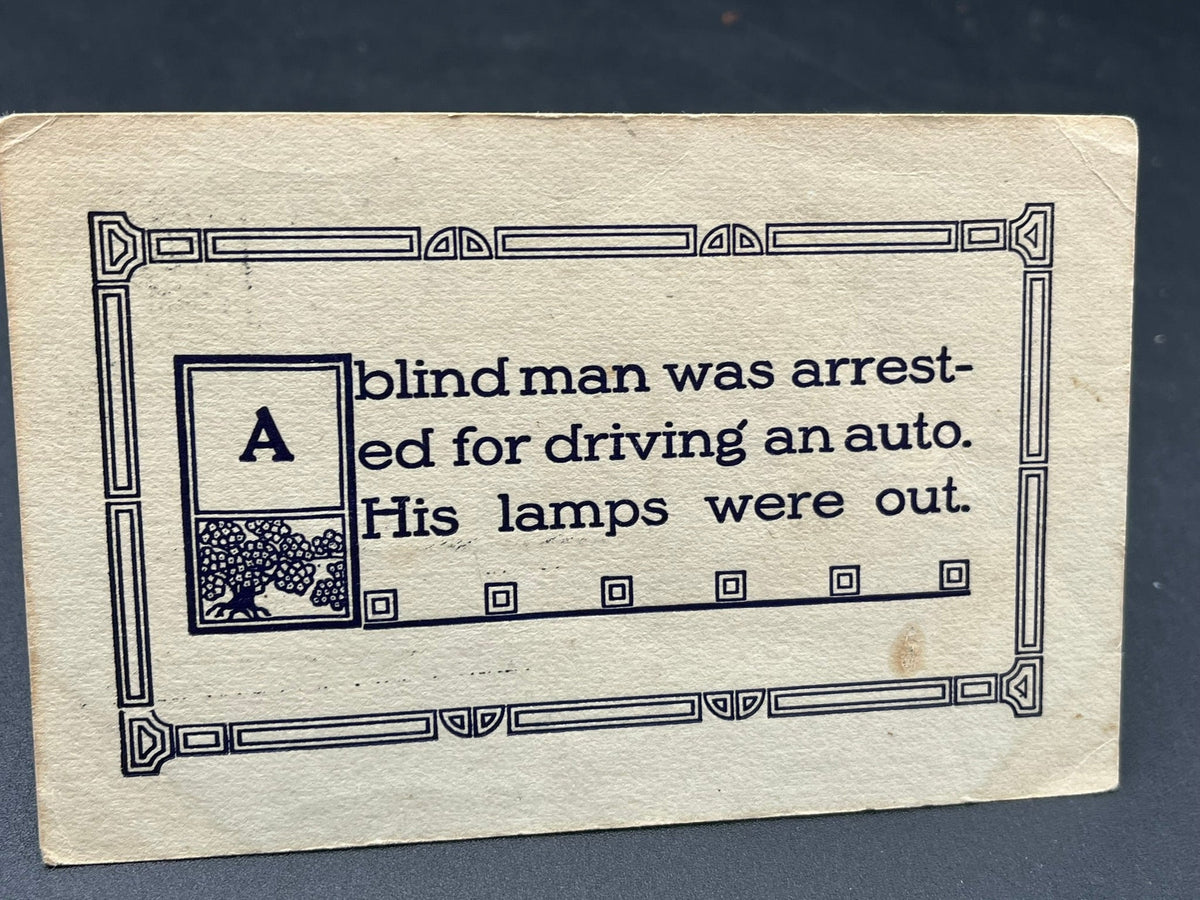 A blind man was arrest-
ed for driving an auto.
His lamps were out.